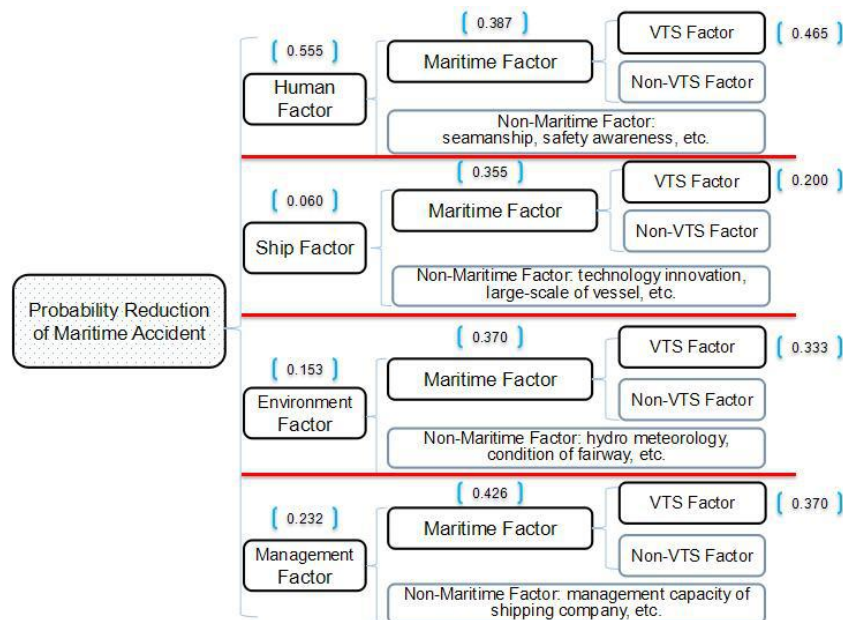 0.387
VTS Factor
0.465
0.555
Maritime Factor
Human
Factor
Non-VTS Factor
Non-Maritime Factor:
seamanship, safety awareness, etc.
0.355
VTS Factor
0.200
0.060
Maritime Factor
Non-VTS Factor
Ship Factor
Non-Maritime Factor: technology innovation,
large-scale of vessel, etc.
Probability Reduction
of Maritime Accident
0.370
VTS Factor
0.333
0.153
Maritime Factor
Environment
Factor
Non-VTS Factor
Non-Maritime Factor: hydro meteorology,
condition of fairway, etc.
0.426
VTS Factor
0.370
0.232
Maritime Factor
Management
Factor
Non-VTS Factor
Non-Maritime Factor: management capacity of
shipping company, etc.